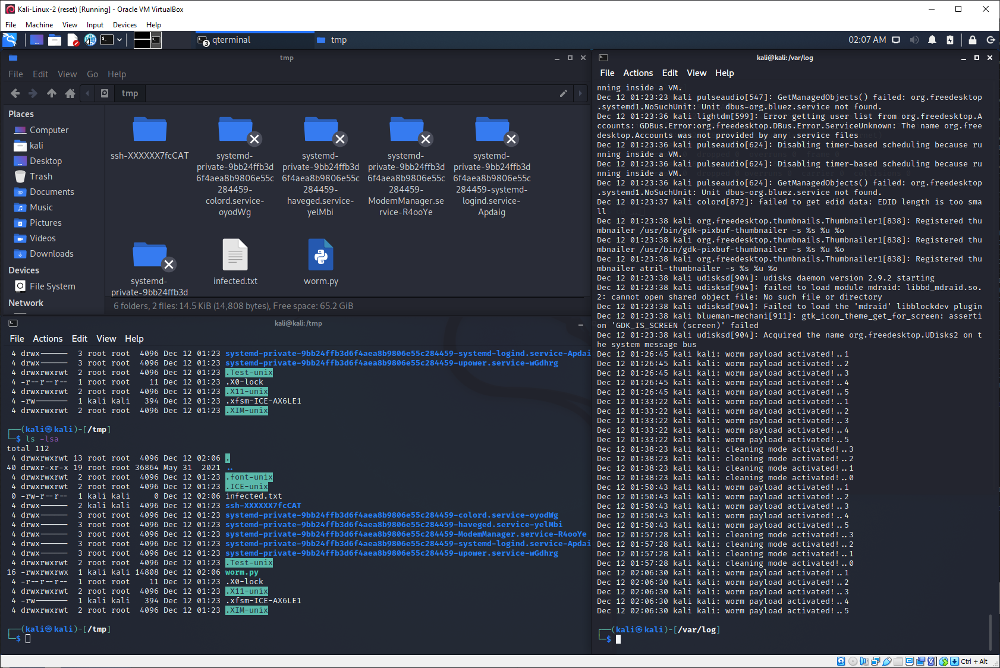 Kali-Linux-2 (reset) [Running] - Oracle VM VirtualBox
File Machine View Input Devices Help
qterminal
3
tmp
02:07 AM
tmp
File Edit View Go Help
tmp
Places
Computer
kali
Desktop
Trash
Documents
Music
Pictures
Videos
Downloads
Devices
File System
Network
ssh-XXXXXX7fcCAT
systemd-
private-9bb24ffb3d
6f4aea8b9806e55c
284459-
colord.service-
oyodWg
systemd-
private-9bb24ffb3d
6f4aea8b9806e55c
284459-
haveged.service-
yelMbi
systemd-
private-9bb24ffb3d
6f4aea8b9806e55c
284459-
ModemManager.se
rvice-R4ooYe
systemd-
private-9bb24ffb3d
6f4aea8b9806e55c
284459-systemd-
logind.service-
Apdaig
systemd-
private-9bb24ffb3d
infected.txt
worm.py
6 folders, 2 files: 14.5 KiB (14,808 bytes), Free space: 65.2 GiB
kali@kali: /tmp
File Actions Edit View Help
4 drwx------ 3 root root 4096 Dec 12 01:23 systemd-private-9bb24ffb3d6f4aea8b9806e55c284459-systemd-logind.service-Apdai
4 drwx------ 3 root root 4096 Dec 12 01:23 systemd-private-9bb24ffb3d6f4aea8b9806e55c284459-upower.service-wGdhrg
4 drwxrwxrwt 2 root root 4096 Dec 12 01:23 .Test-unix
4 -r--r--r-- 1 root root 11 Dec 12 01:23 .X0-lock
4 drwxrwxrwt 2 root root 4096 Dec 12 01:23 .X11-unix
4 -rw------- 1 kali kali 394 Dec 12 01:23 .xfsm-ICE-AX6LE1
4 drwxrwxrwt 2 root root 4096 Dec 12 01:23 .XIM-unix
(kali㉿kali)-[/tmp]
$ ls -lsa
total 112
4 drwxrwxrwt 13 root root 4096 Dec 12 02:06 .
40 drwxr-xr-x 19 root root 36864 May 31 2021 ..
4 drwxrwxrwt 2 root root 4096 Dec 12 01:23 .font-unix
4 drwxrwxrwt 2 root root 4096 Dec 12 01:23 .ICE-unix
0 -rw-r--r-- 1 kali kali 0 Dec 12 02:06 infected.txt
4 drwx------ 2 kali kali 4096 Dec 12 01:23 ssh-XXXXXX7fcCAT
4 drwx------ 3 root root 4096 Dec 12 01:23 systemd-private-9bb24ffb3d6f4aea8b9806e55c284459-colord.service-oyodWg
4 drwx------ 3 root root 4096 Dec 12 01:23 systemd-private-9bb24ffb3d6f4aea8b9806e55c284459-haveged.service-yelMbi
4 drwx------ 3 root root 4096 Dec 12 01:23 systemd-private-9bb24ffb3d6f4aea8b9806e55c284459-ModemManager.service-R4ooYe
4 drwx------ 3 root root 4096 Dec 12 01:23 systemd-private-9bb24ffb3d6f4aea8b9806e55c284459-systemd-logind.service-Apdai
4 drwx------ 3 root root 4096 Dec 12 01:23 systemd-private-9bb24ffb3d6f4aea8b9806e55c284459-upower.service-wGdhrg
4 drwxrwxrwt 2 root root 4096 Dec 12 01:23 .Test-unix
16 -rwxrwxrwx 1 kali kali 14808 Dec 12 02:06 worm.py
4 -r--r--r-- 1 root root 11 Dec 12 01:23 .X0-lock
4 drwxrwxrwt 2 root root 4096 Dec 12 01:23 .X11-unix
4 -rw------- 1 kali kali 394 Dec 12 01:23 .xfsm-ICE-AX6LE1
4 drwxrwxrwt 2 root root 4096 Dec 12 01:23 .XIM-unix
(kali㉿kali)-[/tmp]
$
kali@kali: /var/log
File Actions Edit View Help
nning inside a VM.
Dec 12 01:23:23 kali pulseaudio[547]: GetManagedObjects() failed: org.freedesktop
.systemd1.NoSuchUnit: Unit dbus-org.bluez.service not found.
Dec 12 01:23:36 kali lightdm[599]: Error getting user list from org.freedesktop.A
ccounts: GDBus.Error:org.freedesktop.DBus.Error.ServiceUnknown: The name org.free
desktop.Accounts was not provided by any .service files
Dec 12 01:23:36 kali pulseaudio[624]: Disabling timer-based scheduling because ru
nning inside a VM.
Dec 12 01:23:36 kali pulseaudio[624]: Disabling timer-based scheduling because ru
nning inside a VM.
Dec 12 01:23:36 kali pulseaudio[624]: GetManagedObjects() failed: org.freedesktop
.systemd1.NoSuchUnit: Unit dbus-org.bluez.service not found.
Dec 12 01:23:37 kali colord[872]: failed to get edid data: EDID length is too sma
ll
Dec 12 01:23:38 kali org.freedesktop.thumbnails.Thumbnailer1[838]: Registered thu
mbnailer /usr/bin/gdk-pixbuf-thumbnailer -s %s %u %o
Dec 12 01:23:38 kali org.freedesktop.thumbnails.Thumbnailer1[838]: Registered thu
mbnailer /usr/bin/gdk-pixbuf-thumbnailer -s %s %u %o
Dec 12 01:23:38 kali org.freedesktop.thumbnails.Thumbnailer1[838]: Registered thu
mbnailer atril-thumbnailer -s %s %u %o
Dec 12 01:23:38 kali udisksd[904]: udisks daemon version 2.9.2 starting
Dec 12 01:23:38 kali udisksd[904]: failed to load module mdraid: libbd_mdraid.so.
2: cannot open shared object file: No such file or directory
Dec 12 01:23:38 kali udisksd[904]: Failed to load the 'mdraid' libblockdev plugin
Dec 12 01:23:38 kali blueman-mechani[911]: gtk_icon_theme_get_for_screen: asserti
on 'GDK_IS_SCREEN (screen)' failed
Dec 12 01:23:38 kali udisksd[904]: Acquired the name org.freedesktop.UDisks2 on t
he system message bus
Dec 12 01:26:45 kali kali: worm payload activated!..1
Dec 12 01:26:45 kali kali: worm payload activated!..2
Dec 12 01:26:45 kali kali: worm payload activated!..3
Dec 12 01:26:45 kali kali: worm payload activated!..4
Dec 12 01:26:45 kali kali: worm payload activated!..5
Dec 12 01:33:22 kali kali: worm payload activated!..1
Dec 12 01:33:22 kali kali: worm payload activated!..2
Dec 12 01:33:22 kali kali: worm payload activated!..3
Dec 12 01:33:22 kali kali: worm payload activated!..4
Dec 12 01:33:22 kali kali: worm payload activated!..5
Dec 12 01:38:23 kali kali: cleaning mode activated!..3
Dec 12 01:38:23 kali kali: cleaning mode activated!..2
Dec 12 01:38:23 kali kali: cleaning mode activated!..1
Dec 12 01:38:23 kali kali: cleaning mode activated!..0
Dec 12 01:50:43 kali kali: worm payload activated!..1
Dec 12 01:50:43 kali kali: worm payload activated!..2
Dec 12 01:50:43 kali kali: worm payload activated!..3
Dec 12 01:50:43 kali kali: worm payload activated!..4
Dec 12 01:50:43 kali kali: worm payload activated!..5
Dec 12 01:57:28 kali kali: cleaning mode activated!..3
Dec 12 01:57:28 kali kali: cleaning mode activated!..2
Dec 12 01:57:28 kali kali: cleaning mode activated!..1
Dec 12 01:57:28 kali kali: cleaning mode activated!..0
Dec 12 02:06:30 kali kali: worm payload activated!..1
Dec 12 02:06:30 kali kali: worm payload activated!..2
Dec 12 02:06:30 kali kali: worm payload activated!..3
Dec 12 02:06:30 kali kali: worm payload activated!..4
Dec 12 02:06:30 kali kali: worm payload activated!..5
(kali㉿kali)-[/var/log]
$
Ctrl + Alt